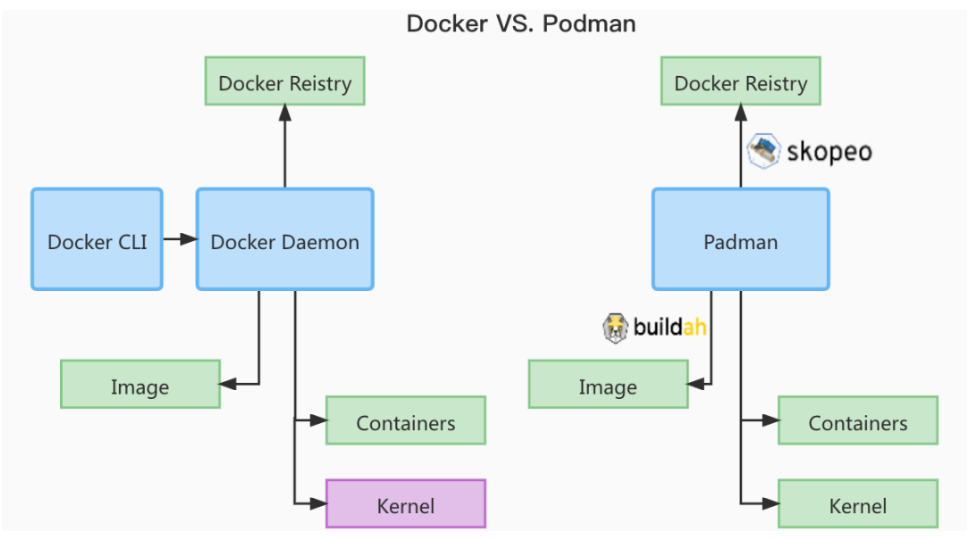 Docker VS. Podman
Docker Reistry
Docker CLI
Docker Daemon
Image
Containers
Kernel
Docker Reistry
skopeo
Padman
buildah
Image
Containers
Kernel